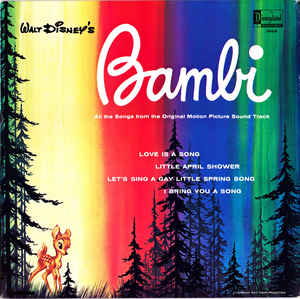 Disneyland
WALT DISNEY'S
Bambi
All the Songs from the Original Motion Picture Sound Track
LOVE IS A SONG
LITTLE APRIL SHOWER
LET'S SING A GAY LITTLE SPRING SONG
I BRING YOU A SONG